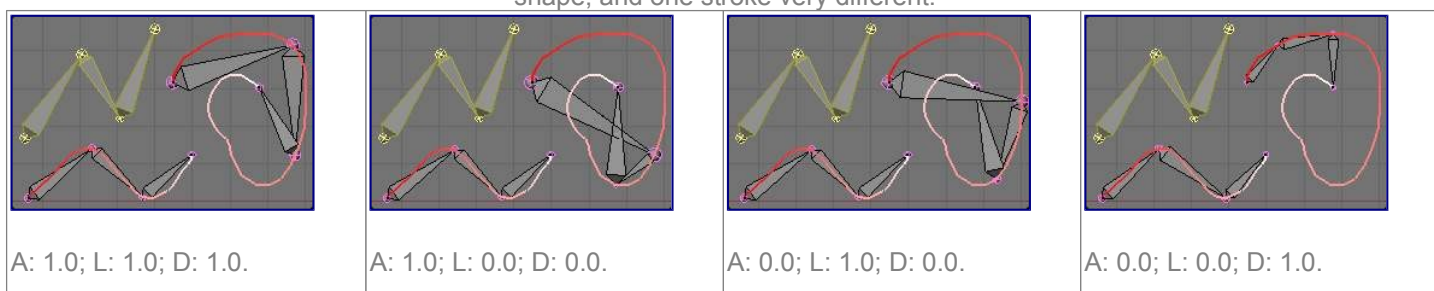 shape, and one stroke very different.
A: 1.0; L: 1.0; D: 1.0.
A: 1.0; L: 0.0; D: 0.0.
A: 0.0; L: 1.0; D: 0.0.
A: 0.0; L: 0.0; D: 1.0.